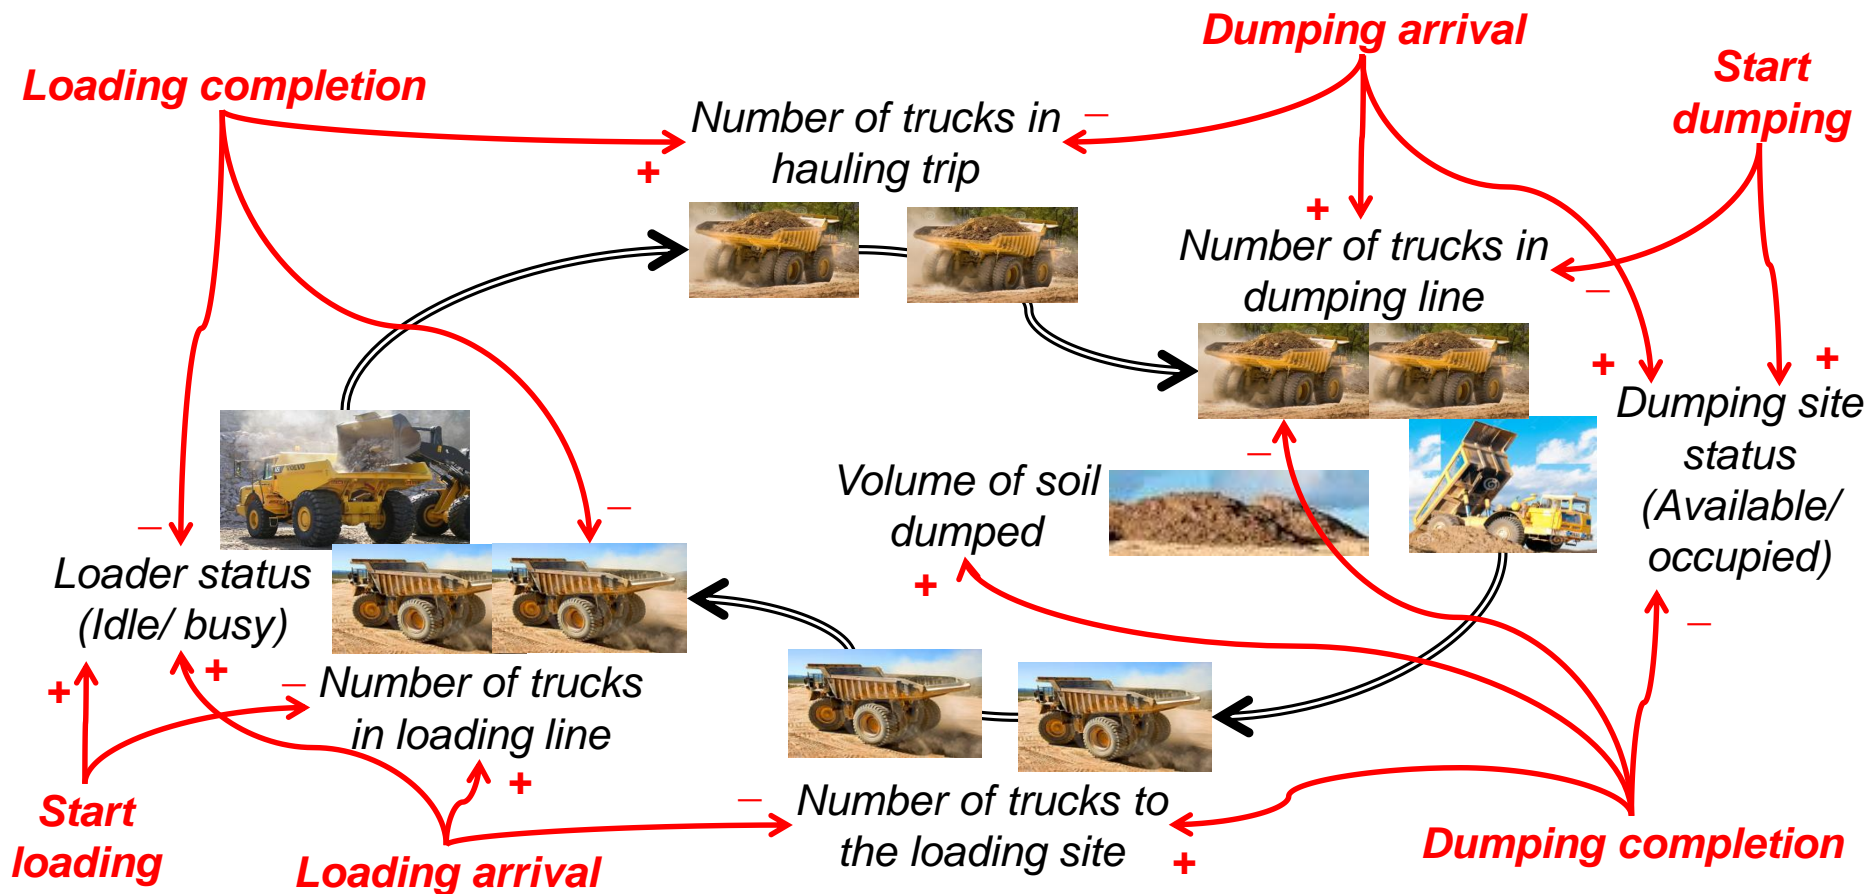 Dumping arrival
Loading completion
Start
dumping
Number of trucks in
hauling trip
−
+
+
Number of trucks in
dumping line
−
+
+
Dumping site
status
(Available/
occupied)
−
Volume of soil
dumped
+
−
−
−
Loader status
(Idle/ busy)
+
+
−
Number of trucks
in loading line
+
−
Number of trucks to
the loading site
+
Start
loading
Loading arrival
Dumping completion
VOLVO